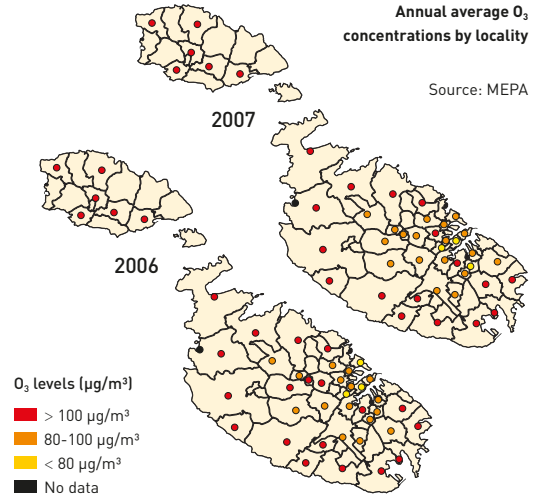 Annual average O₃
concentrations by locality
Source: MEPA
2007
2006
O₃ levels (µg/m³)
> 100 µg/m³
80-100 µg/m³
< 80 µg/m³
No data